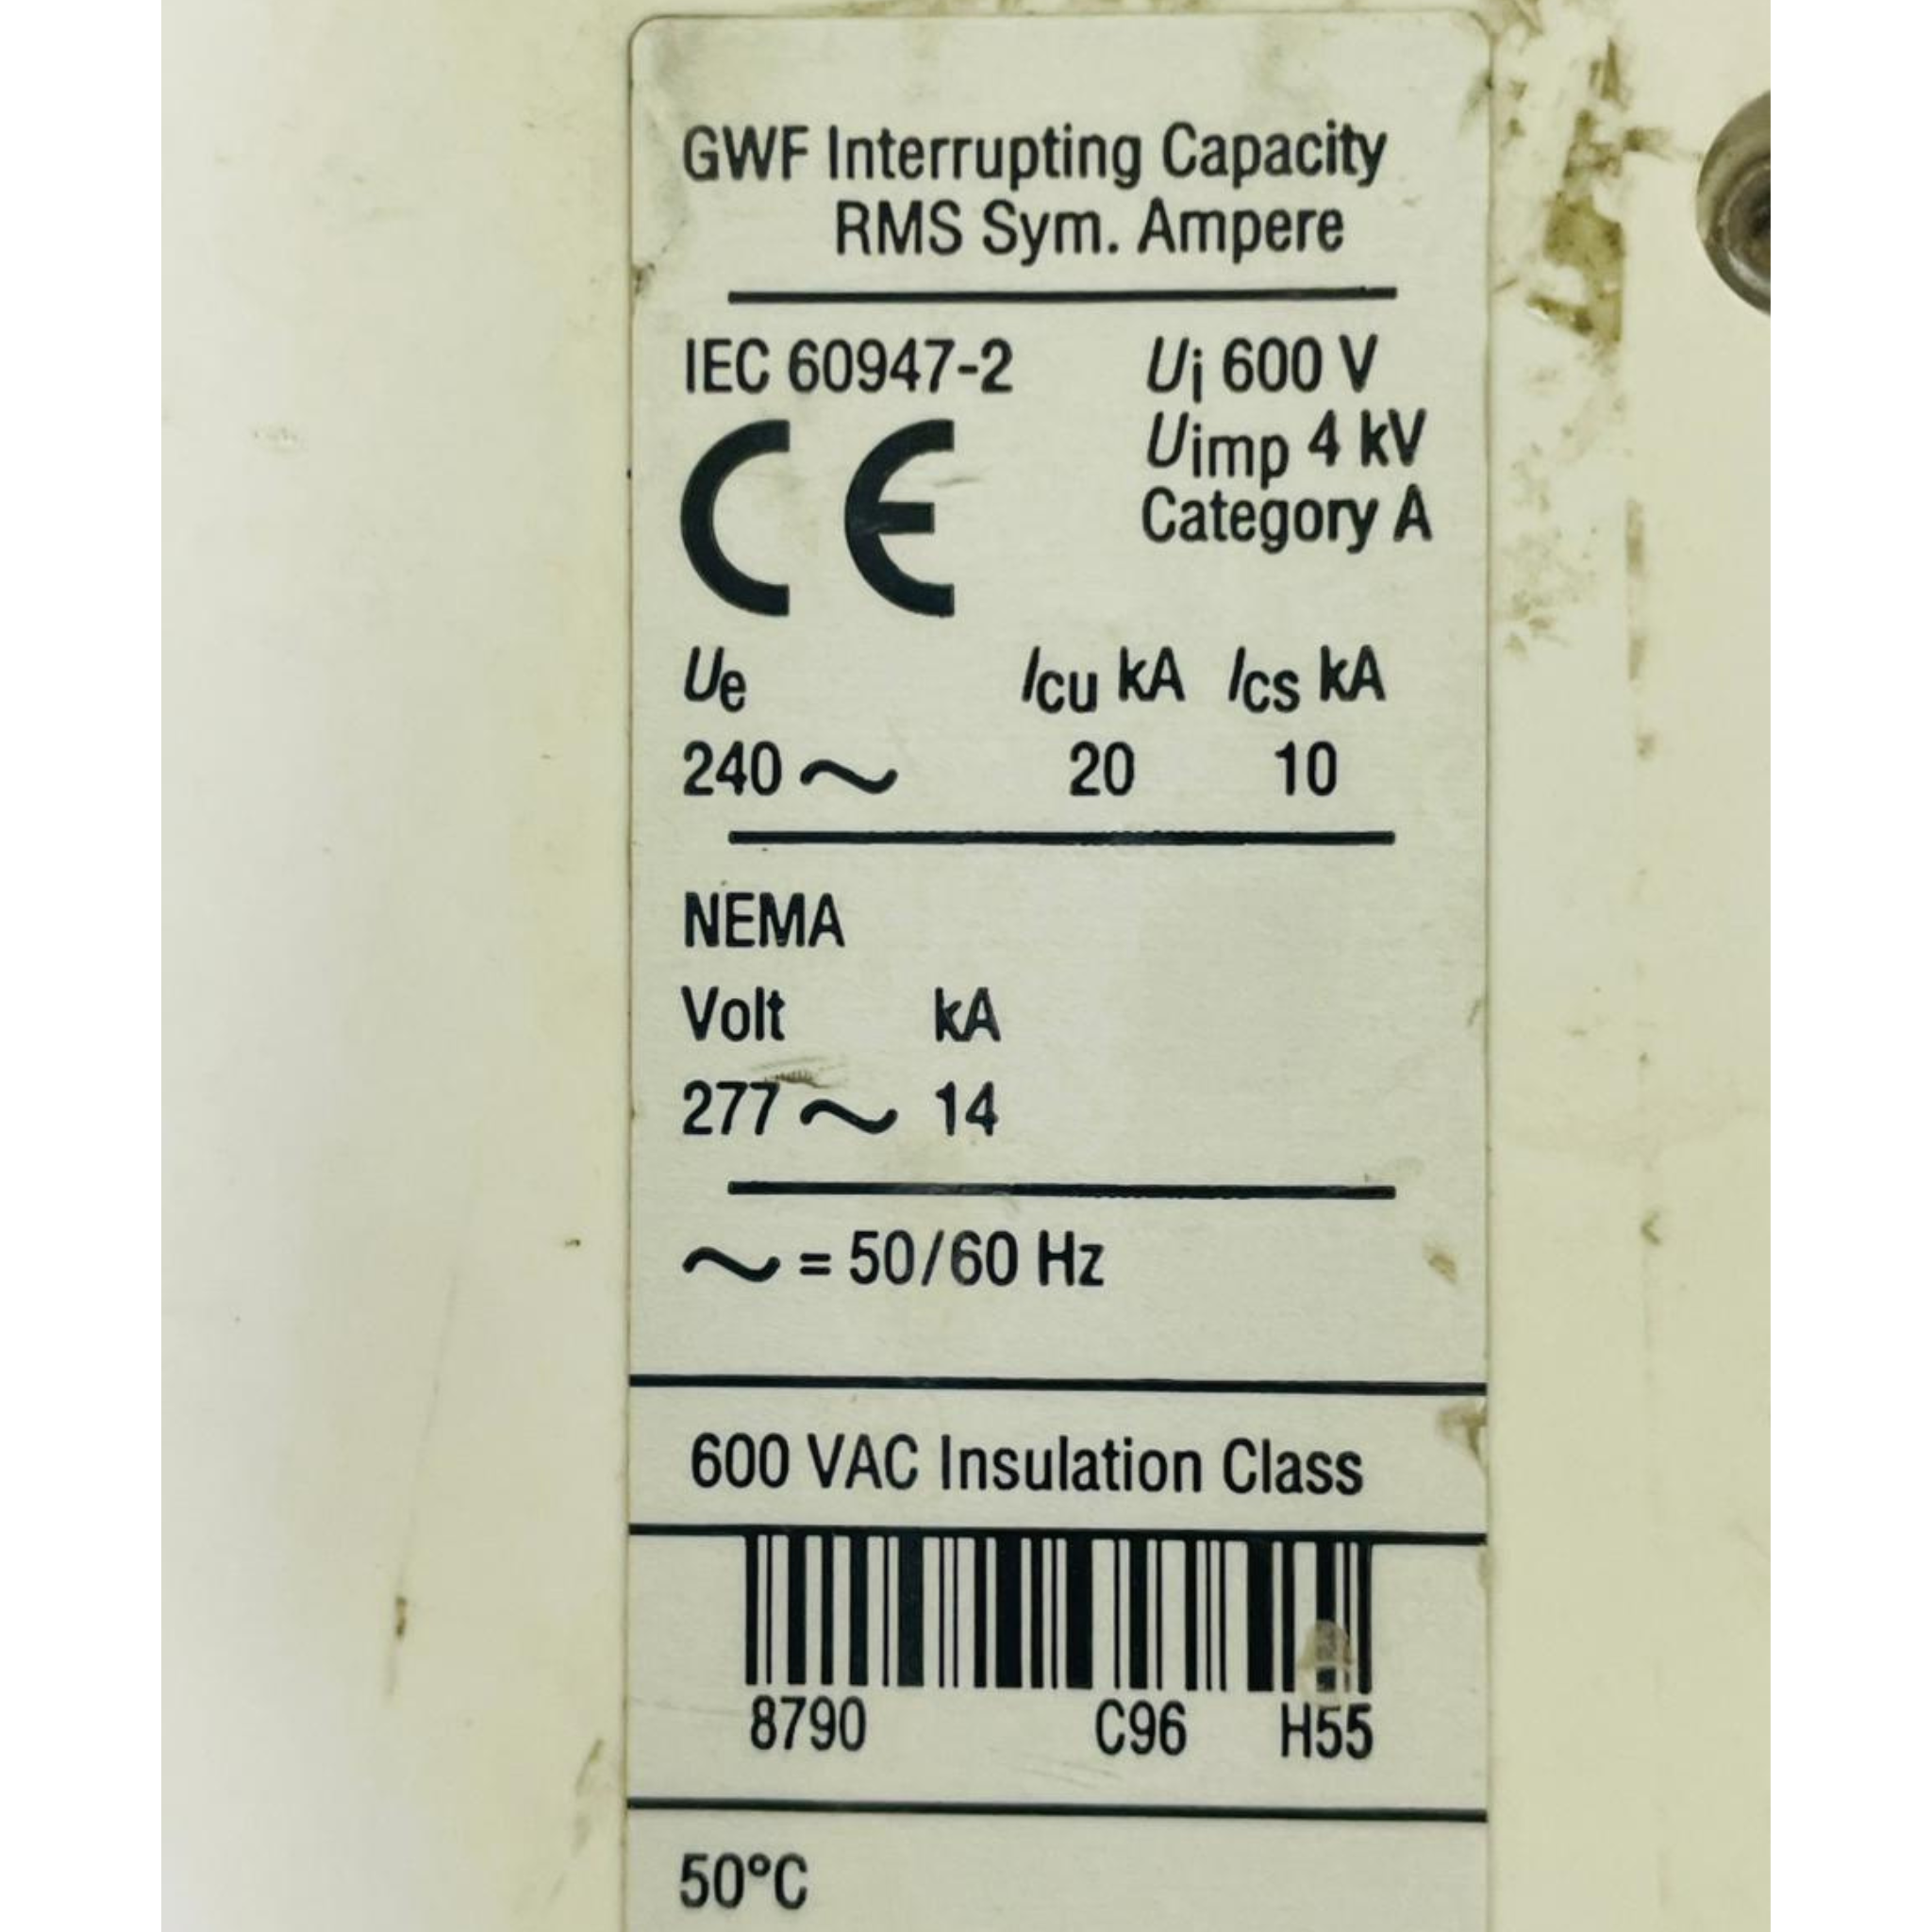 GWF Interrupting Capacity
RMS Sym. Ampere
IEC 60947-2 Ui 600 V
Uimp 4 kV
CE
Category A
Ue Icu kA Ics kA
240 ~ 20 10
NEMA
Volt kA
277 ~ 14
~ = 50/60 Hz
600 VAC Insulation Class
8790 C96 H55
50°C